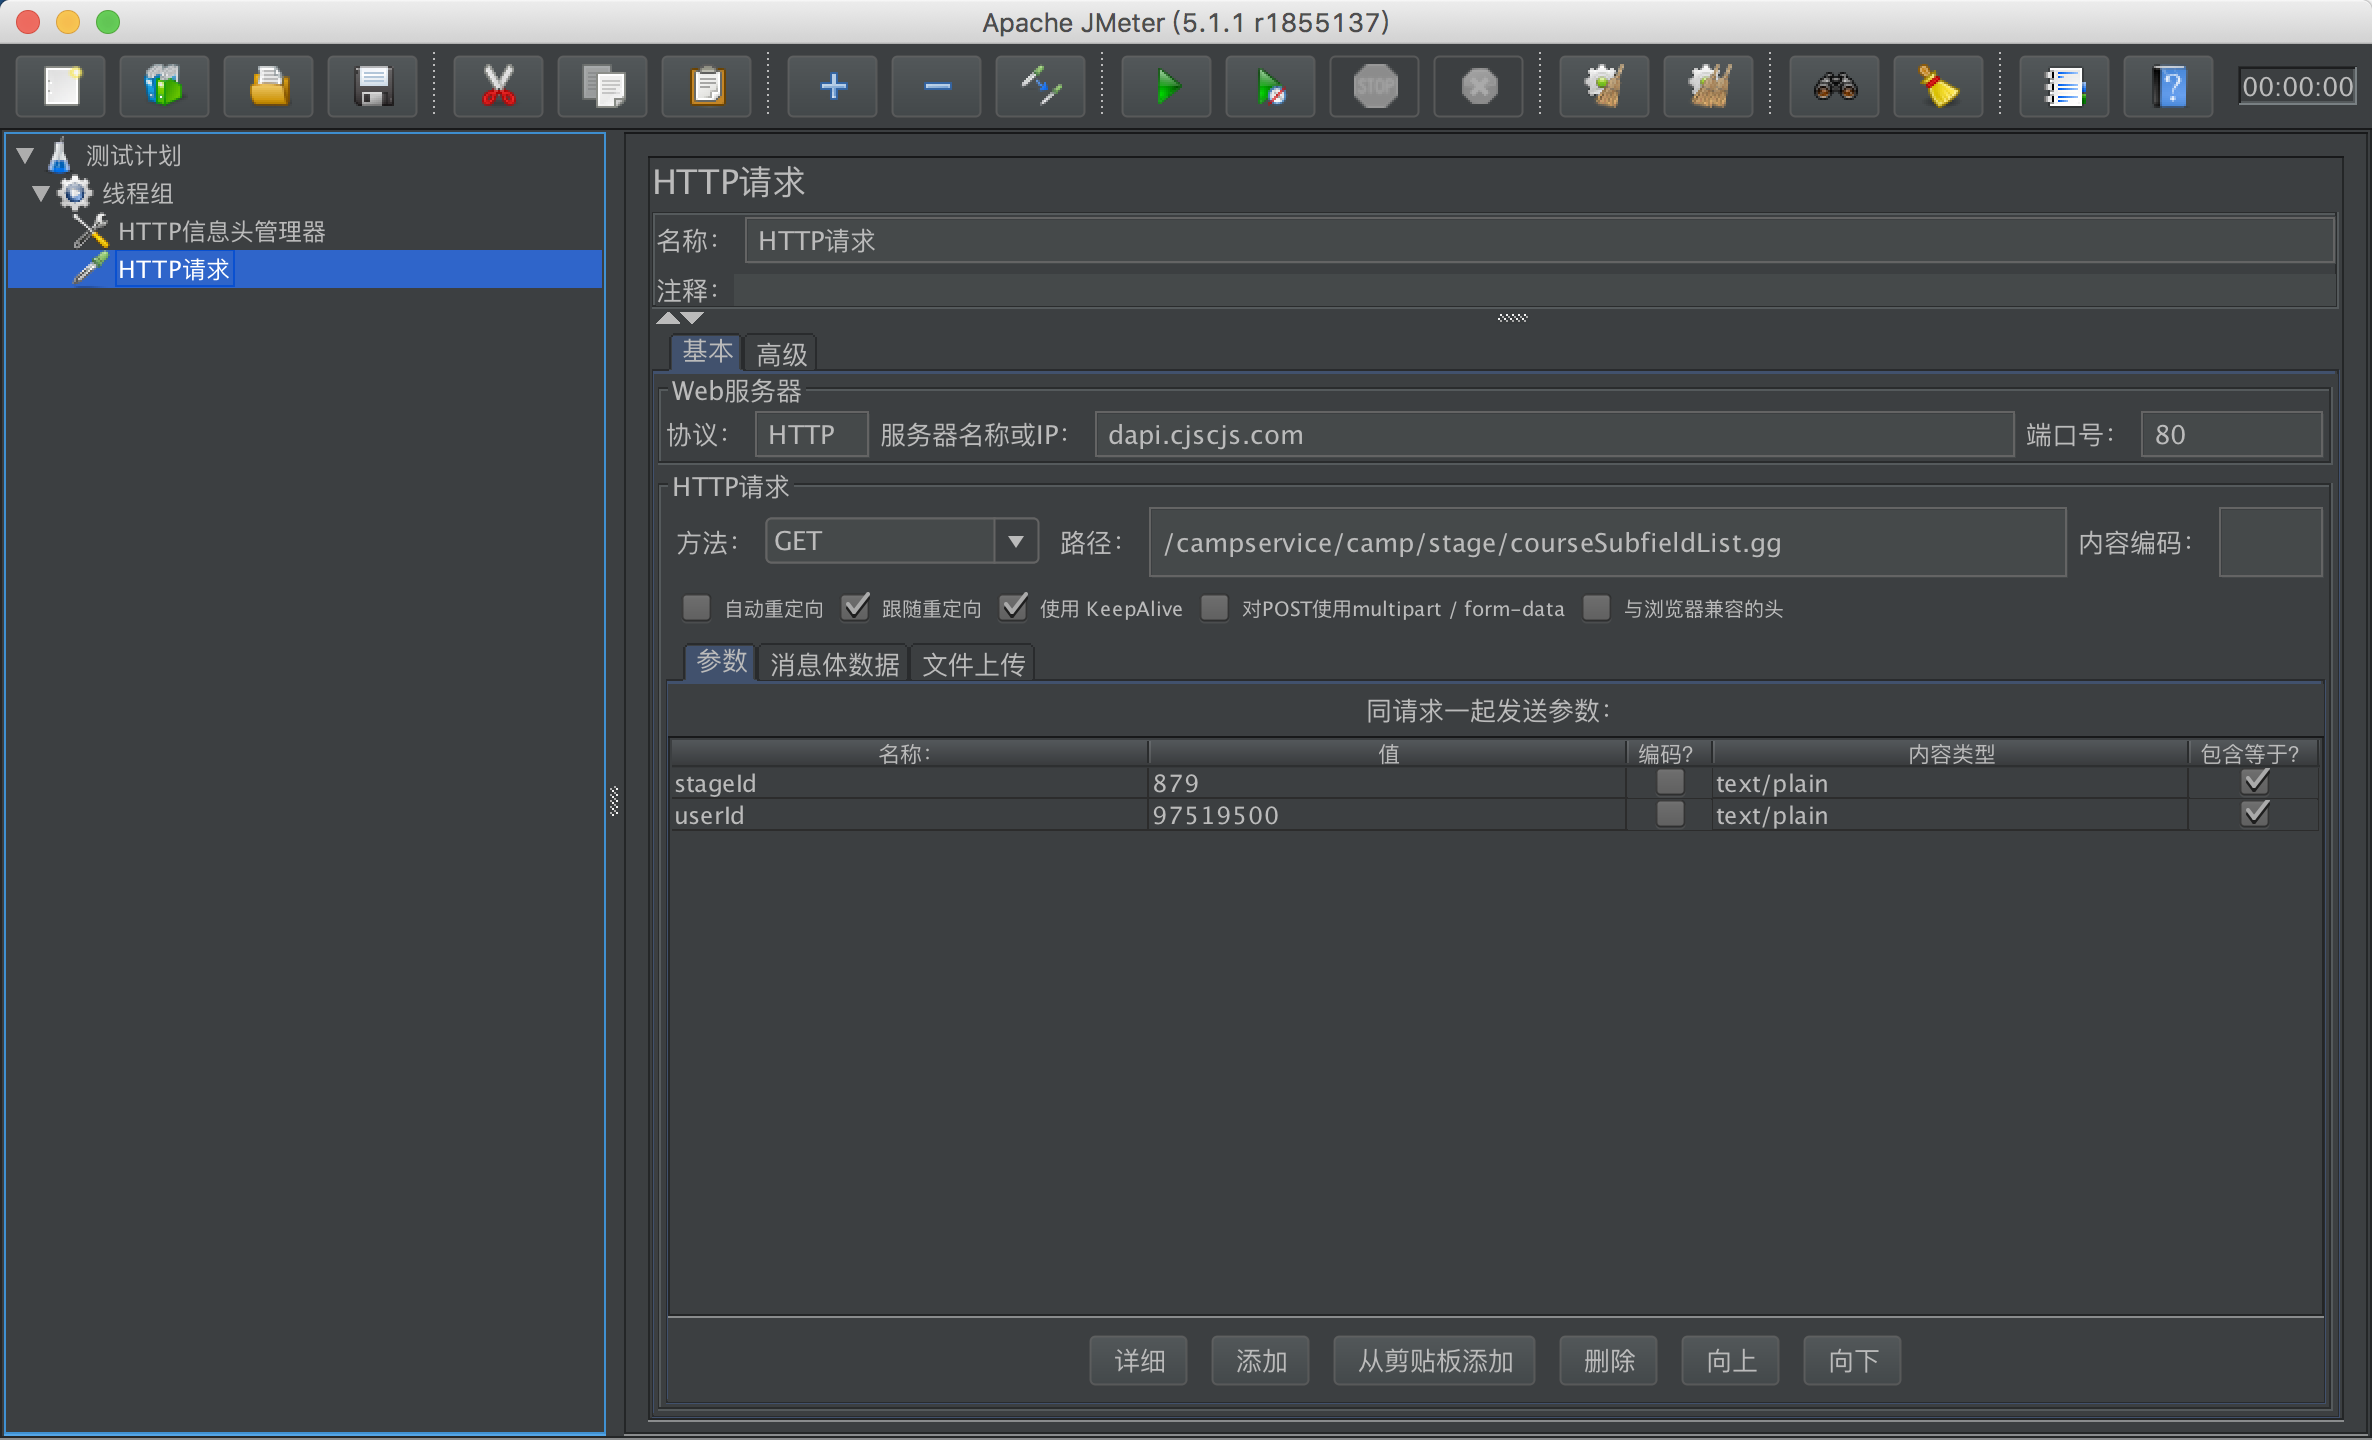 Apache JMeter (5.1.1 r1855137)
STOP
00:00:00
测试计划
线程组
HTTP信息头管理器
HTTP请求
HTTP请求
名称：
HTTP请求
注释：
基本 高级
Web服务器
协议： HTTP 服务器名称或IP： dapi.cjscjs.com 端口号： 80
HTTP请求
方法： GET 路径： /campservice/camp/stage/courseSubfieldList.gg 内容编码：
自动重定向 跟随重定向 使用 KeepAlive 对POST使用multipart / form-data 与浏览器兼容的头
参数 消息体数据 文件上传
同请求一起发送参数：
名称： 值 编码? 内容类型 包含等于?
stageId 879 text/plain
userId 97519500 text/plain
详细 添加 从剪贴板添加 删除 向上 向下